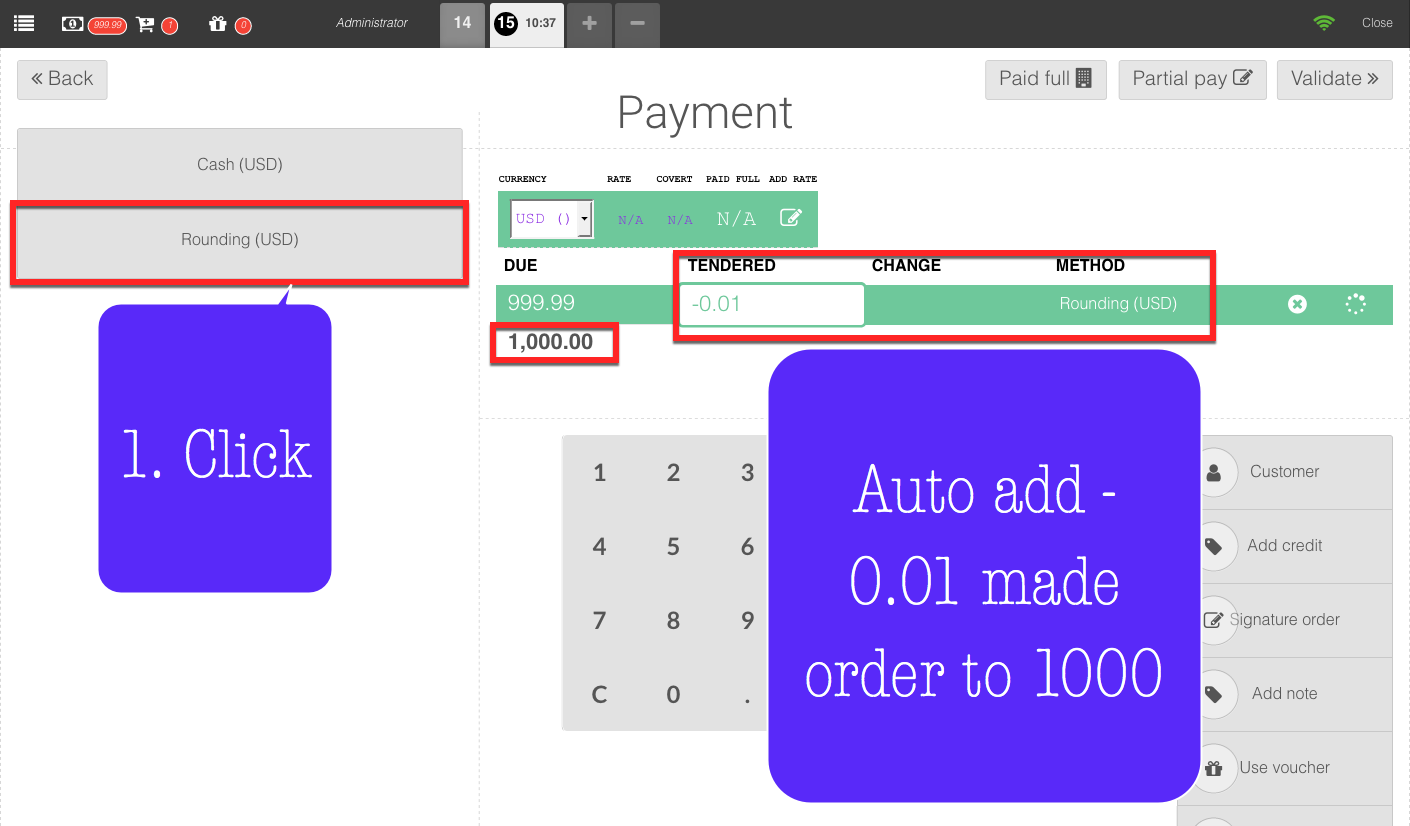 999.99
1
0
Administrator
14
15 10:37
Close
Back
Paid full
Partial pay
Validate
Payment
Cash (USD)
Rounding (USD)
CURRENCY RATE COVERT PAID FULL ADD RATE
USD () N/A N/A N/A
DUE TENDERED CHANGE METHOD
999.99 -0.01 Rounding (USD)
1,000.00
1. Click
1 2 3
4 5 6
7 8 9
C 0 .
Auto add -
0.01 made
order to 1000
Customer
Add credit
Signature order
Add note
Use voucher